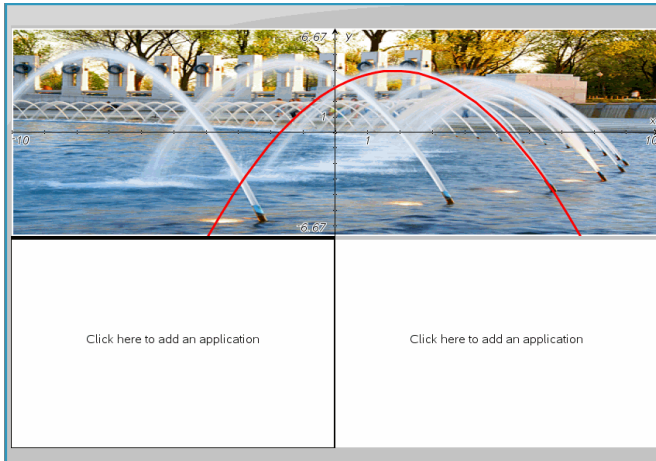 6.67 y
1
x
-10 1 10
-6.67
Click here to add an application Click here to add an application